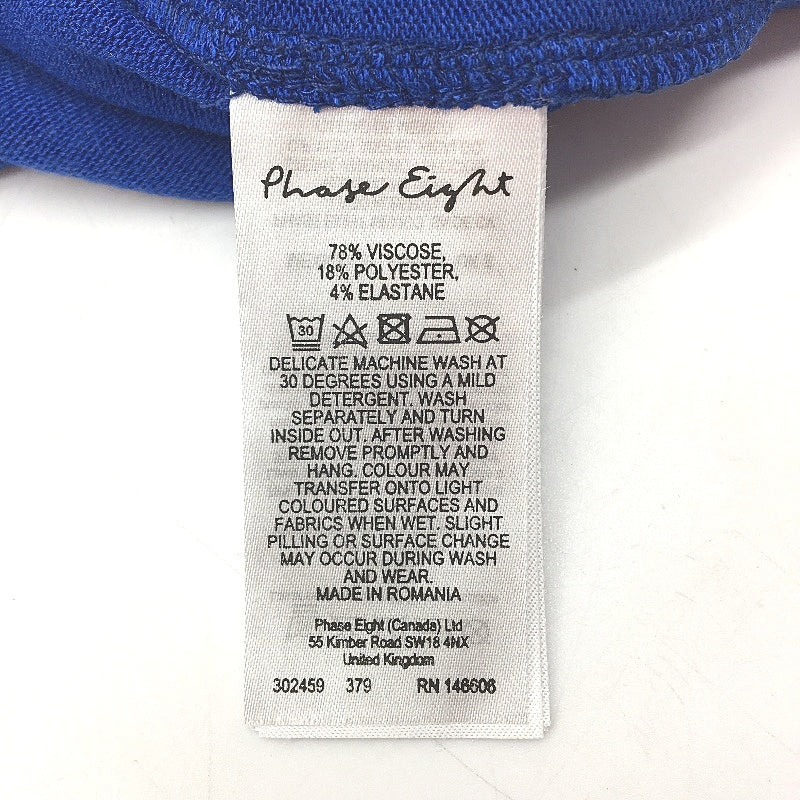 Phase Eight
78% VISCOSE,
18% POLYESTER,
4% ELASTANE
30
DELICATE MACHINE WASH AT
30 DEGREES USING A MILD
DETERGENT. WASH
SEPARATELY AND TURN
INSIDE OUT. AFTER WASHING
REMOVE PROMPTLY AND
HANG. COLOUR MAY
TRANSFER ONTO LIGHT
COLOURED SURFACES AND
FABRICS WHEN WET. SLIGHT
PILLING OR SURFACE CHANGE
MAY OCCUR DURING WASH
AND WEAR.
MADE IN ROMANIA
Phase Eight (Canada) Ltd
55 Kimber Road SW18 4NX
United Kingdom
302459 379 RN 146606